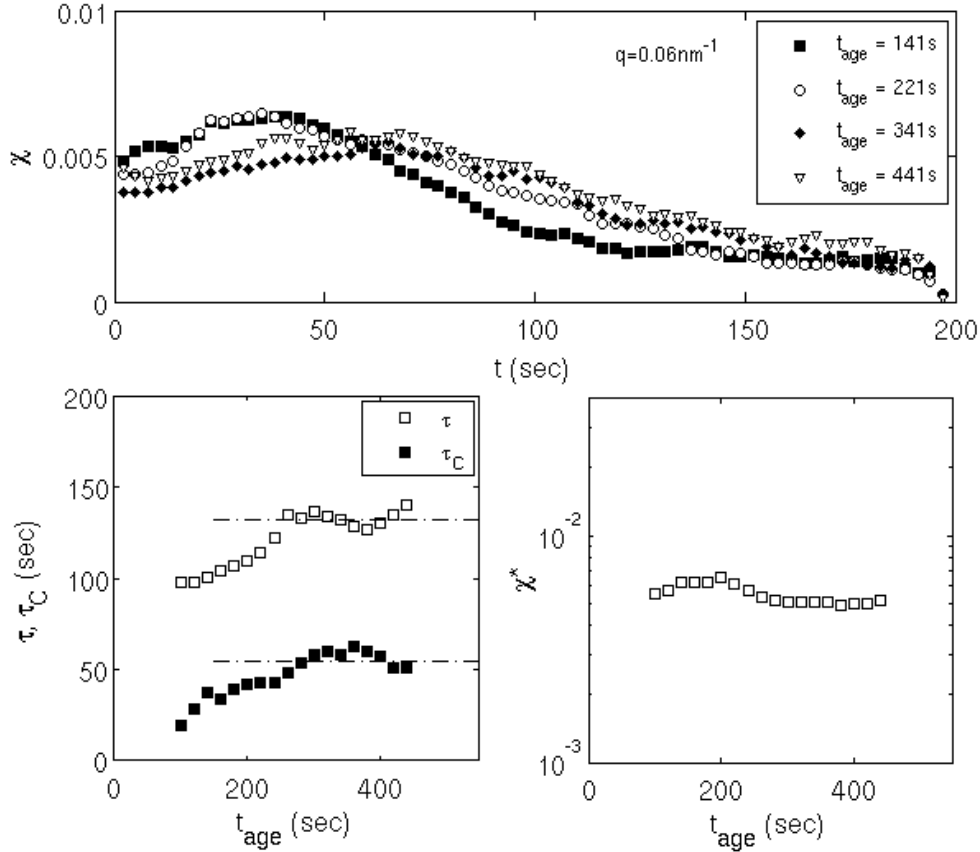 0.01
0.005
0
χ
q=0.06nm⁻¹
t_age = 141s
t_age = 221s
t_age = 341s
t_age = 441s
0 50 100 150 200
t (sec)
200
150
100
50
0
τ, τ_C (sec)
τ
τ_C
0 200 400
t_age (sec)
10⁻²
10⁻³
χ*
0 200 400
t_age (sec)